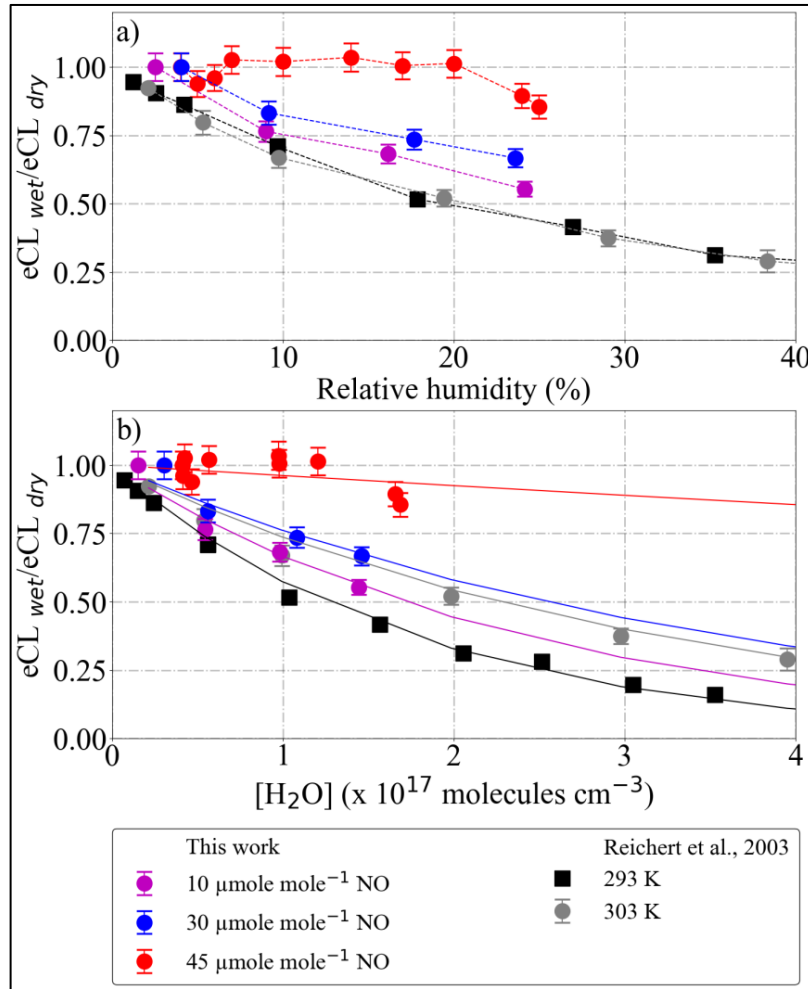 a)
1.00
0.75
0.50
0.25
0.00
eCL wet/eCL dry
0 10 20 30 40
Relative humidity (%)
b)
1.00
0.75
0.50
0.25
0.00
eCL wet/eCL dry
0 1 2 3 4
[H₂O] (x 10¹⁷ molecules cm⁻³)
This work
10 µmole mole⁻¹ NO
30 µmole mole⁻¹ NO
45 µmole mole⁻¹ NO
Reichert et al., 2003
293 K
303 K